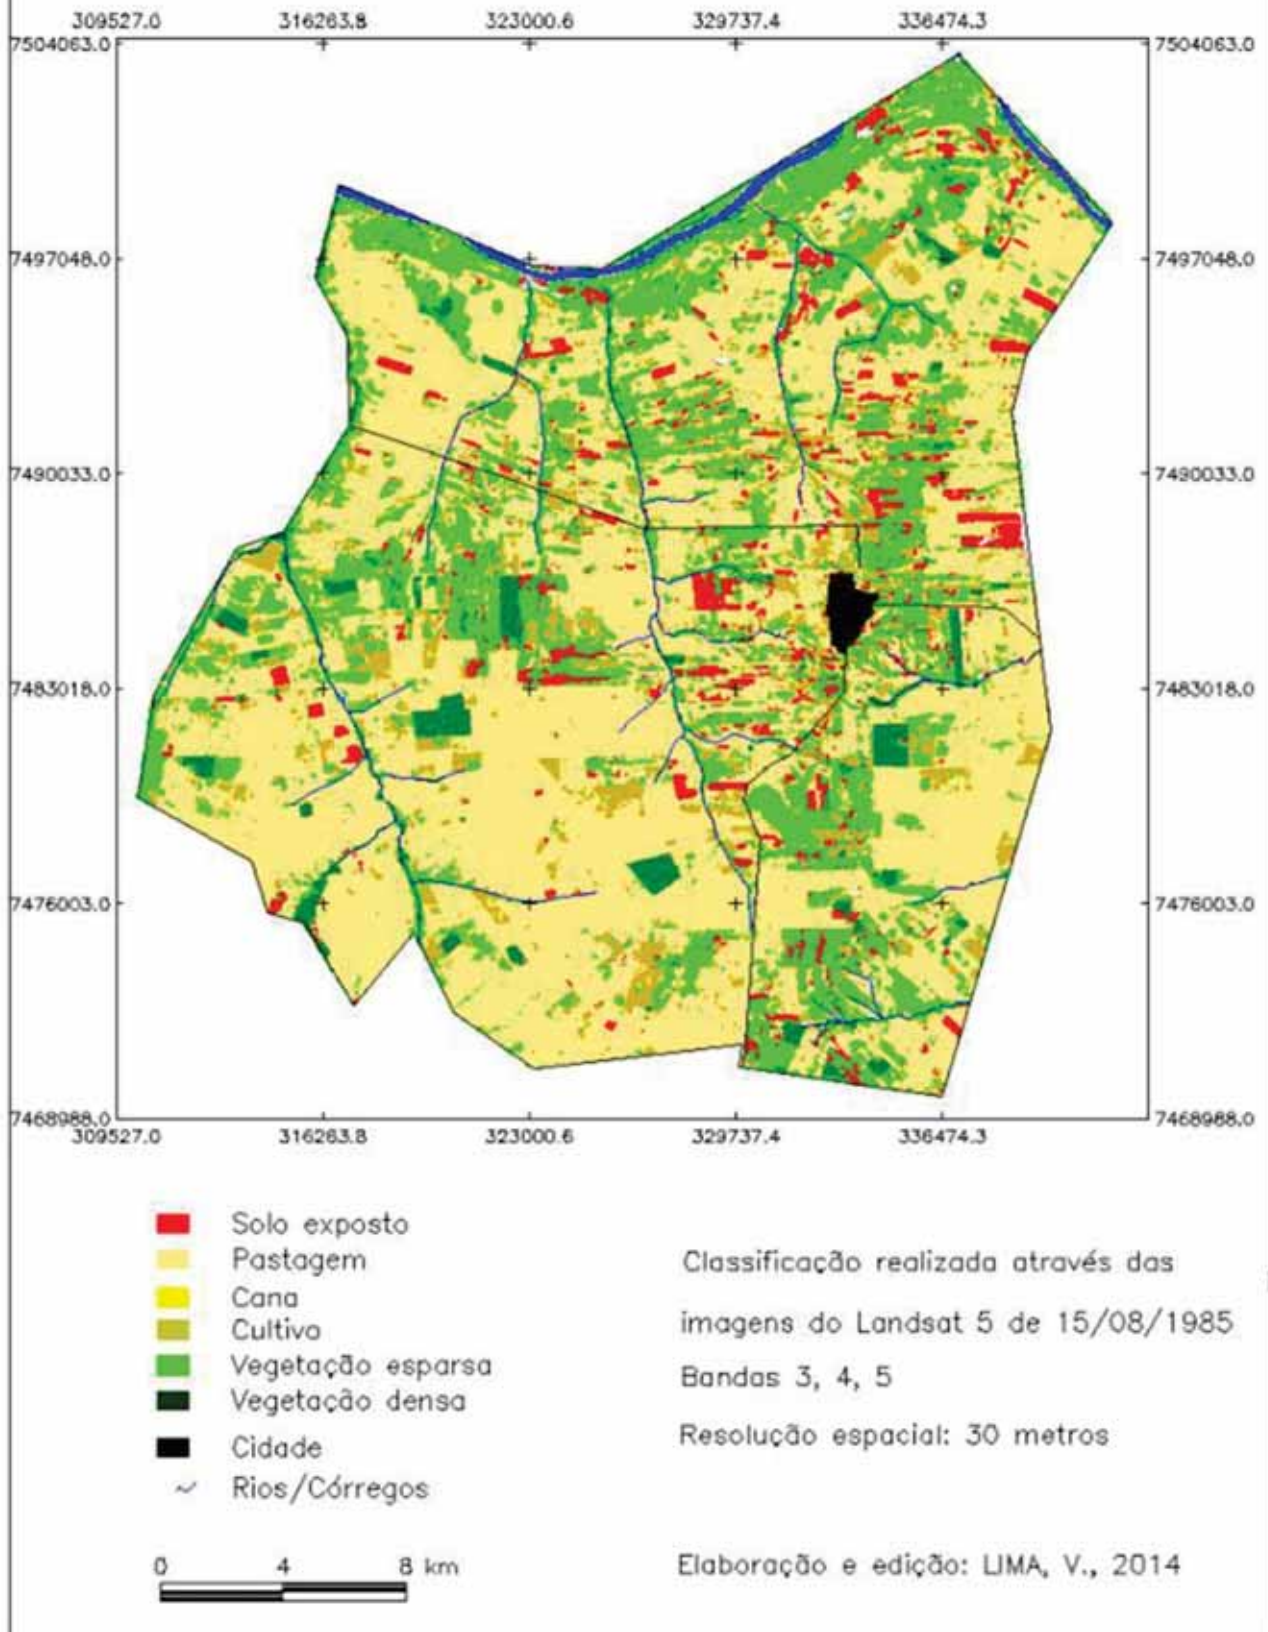 309527.0 316263.8 323000.6 329737.4 336474.3
7504063.0 7504063.0
7497048.0 7497048.0
7490033.0 7490033.0
7483018.0 7483018.0
7476003.0 7476003.0
7468988.0 7468988.0
309527.0 316263.8 323000.6 329737.4 336474.3
Solo exposto
Pastagem
Cana
Cultivo
Vegetação esparsa
Vegetação densa
Cidade
Rios/Córregos
Classificação realizada através das
imagens do Landsat 5 de 15/08/1985
Bandas 3, 4, 5
Resolução espacial: 30 metros
0 4 8 km
Elaboração e edição: LIMA, V., 2014